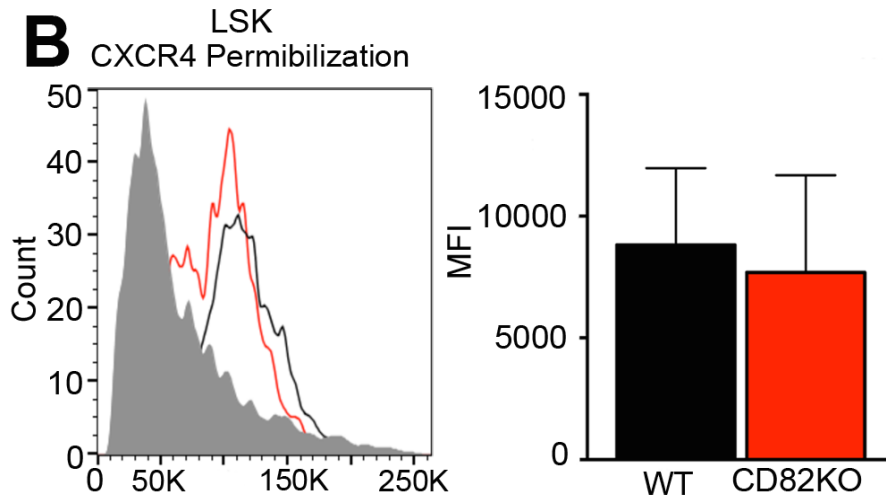 B
LSK
CXCR4 Permibilization
Count
50
40
30
20
10
0
0
50K
150K
250K
MFI
15000
10000
5000
0
WT
CD82KO